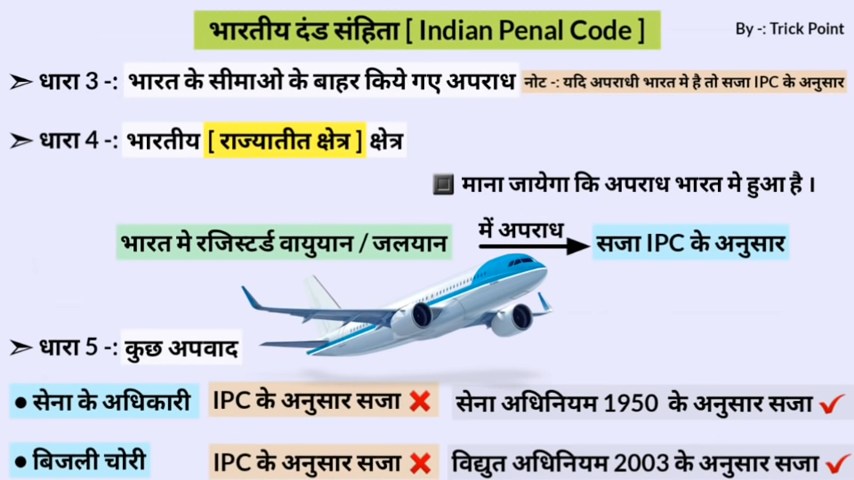 भारतीय दंड संहिता [ Indian Penal Code ]
By -: Trick Point
➣ धारा 3 -: भारत के सीमाओ के बाहर किये गए अपराध नोट -: यदि अपराधी भारत मे है तो सजा IPC के अनुसार
➣ धारा 4 -: भारतीय [ राज्यातीत क्षेत्र ] क्षेत्र
माना जायेगा कि अपराध भारत मे हुआ है ।
भारत मे रजिस्टर्ड वायुयान / जलयान में अपराध सजा IPC के अनुसार
➣ धारा 5 -: कुछ अपवाद
• सेना के अधिकारी IPC के अनुसार सजा ❌ सेना अधिनियम 1950 के अनुसार सजा ✓
• बिजली चोरी IPC के अनुसार सजा ❌ विद्युत अधिनियम 2003 के अनुसार सजा ✓